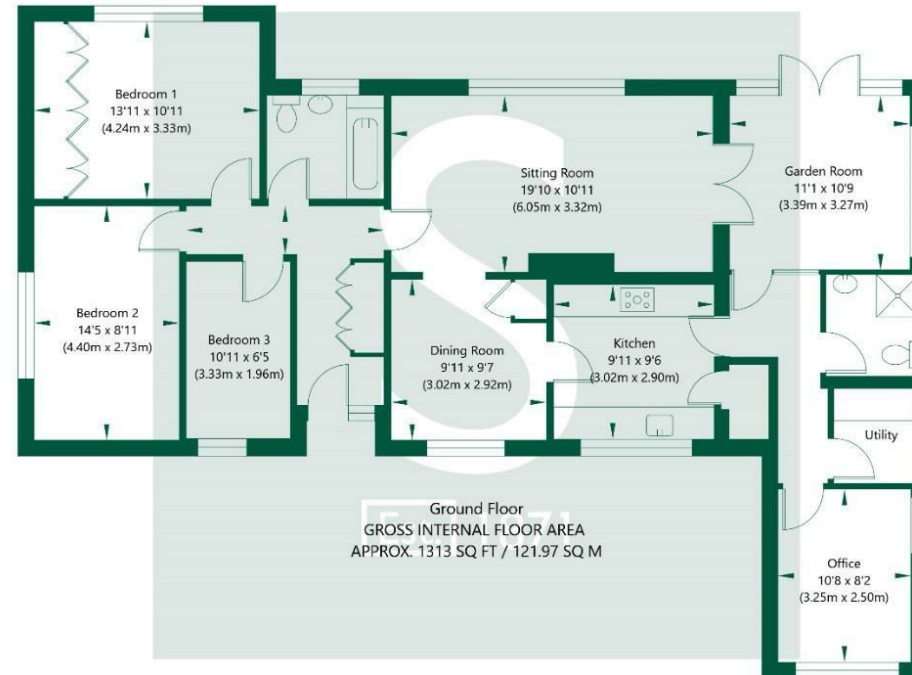 Bedroom 1
13'11 x 10'11
(4.24m x 3.33m)
Sitting Room
19'10 x 10'11
(6.05m x 3.32m)
Garden Room
11'1 x 10'9
(3.39m x 3.27m)
Bedroom 2
14'5 x 8'11
(4.40m x 2.73m)
Bedroom 3
10'11 x 6'5
(3.33m x 1.96m)
Dining Room
9'11 x 9'7
(3.02m x 2.92m)
Kitchen
9'11 x 9'6
(3.02m x 2.90m)
Utility
Office
10'8 x 8'2
(3.25m x 2.50m)
S
Est. 1871
Ground Floor
GROSS INTERNAL FLOOR AREA
APPROX. 1313 SQ FT / 121.97 SQ M